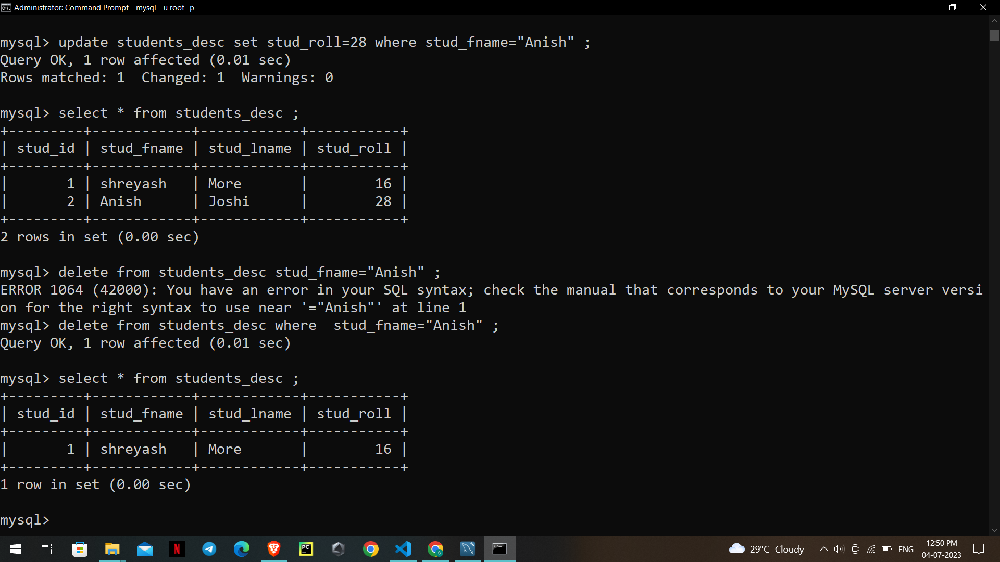 Administrator: Command Prompt - mysql  -u root -p
mysql> update students_desc set stud_roll=28 where stud_fname="Anish" ;
Query OK, 1 row affected (0.01 sec)
Rows matched: 1  Changed: 1  Warnings: 0
mysql> select * from students_desc ;
+---------+------------+------------+-----------+
| stud_id | stud_fname | stud_lname | stud_roll |
+---------+------------+------------+-----------+
|       1 | shreyash   | More       |        16 |
|       2 | Anish      | Joshi      |        28 |
+---------+------------+------------+-----------+
2 rows in set (0.00 sec)
mysql> delete from students_desc stud_fname="Anish" ;
ERROR 1064 (42000): You have an error in your SQL syntax; check the manual that corresponds to your MySQL server versi
on for the right syntax to use near '="Anish"' at line 1
mysql> delete from students_desc where  stud_fname="Anish" ;
Query OK, 1 row affected (0.01 sec)
mysql> select * from students_desc ;
+---------+------------+------------+-----------+
| stud_id | stud_fname | stud_lname | stud_roll |
+---------+------------+------------+-----------+
|       1 | shreyash   | More       |        16 |
+---------+------------+------------+-----------+
1 row in set (0.00 sec)
mysql>
29°C  Cloudy
ENG
12:50 PM
04-07-2023